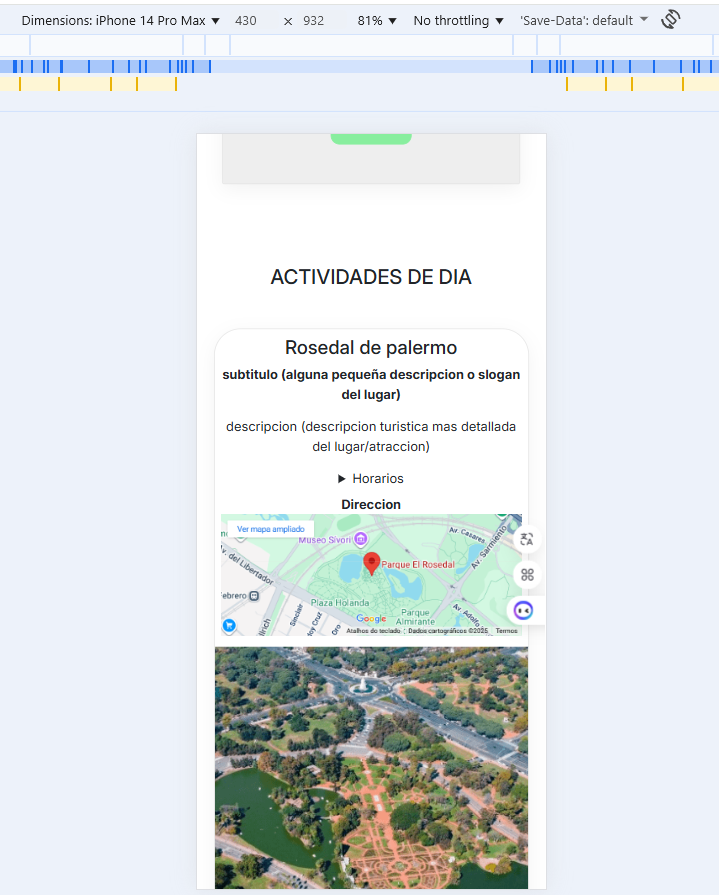 Dimensions: iPhone 14 Pro Max 430 × 932 81% No throttling 'Save-Data': default
ACTIVIDADES DE DIA
Rosedal de palermo
subtitulo (alguna pequeña descripcion o slogan
del lugar)
descripcion (descripcion turistica mas detallada
del lugar/atraccion)
Horarios
Direccion
Ver mapa ampliado
Av. Casares
Museo Sívori
Av. Sarmiento
Parque El Rosedal
Av. del Libertador
ebrero
Plaza Holanda
Parque
Almirante
Sinclair
Google
Atalhos do teclado
Dados cartográficos ©2025
Termos